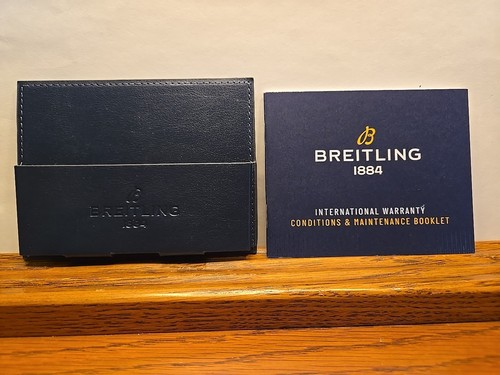 B
BREITLING
1884
B
BREITLING
1884
INTERNATIONAL WARRANTY
CONDITIONS & MAINTENANCE BOOKLET